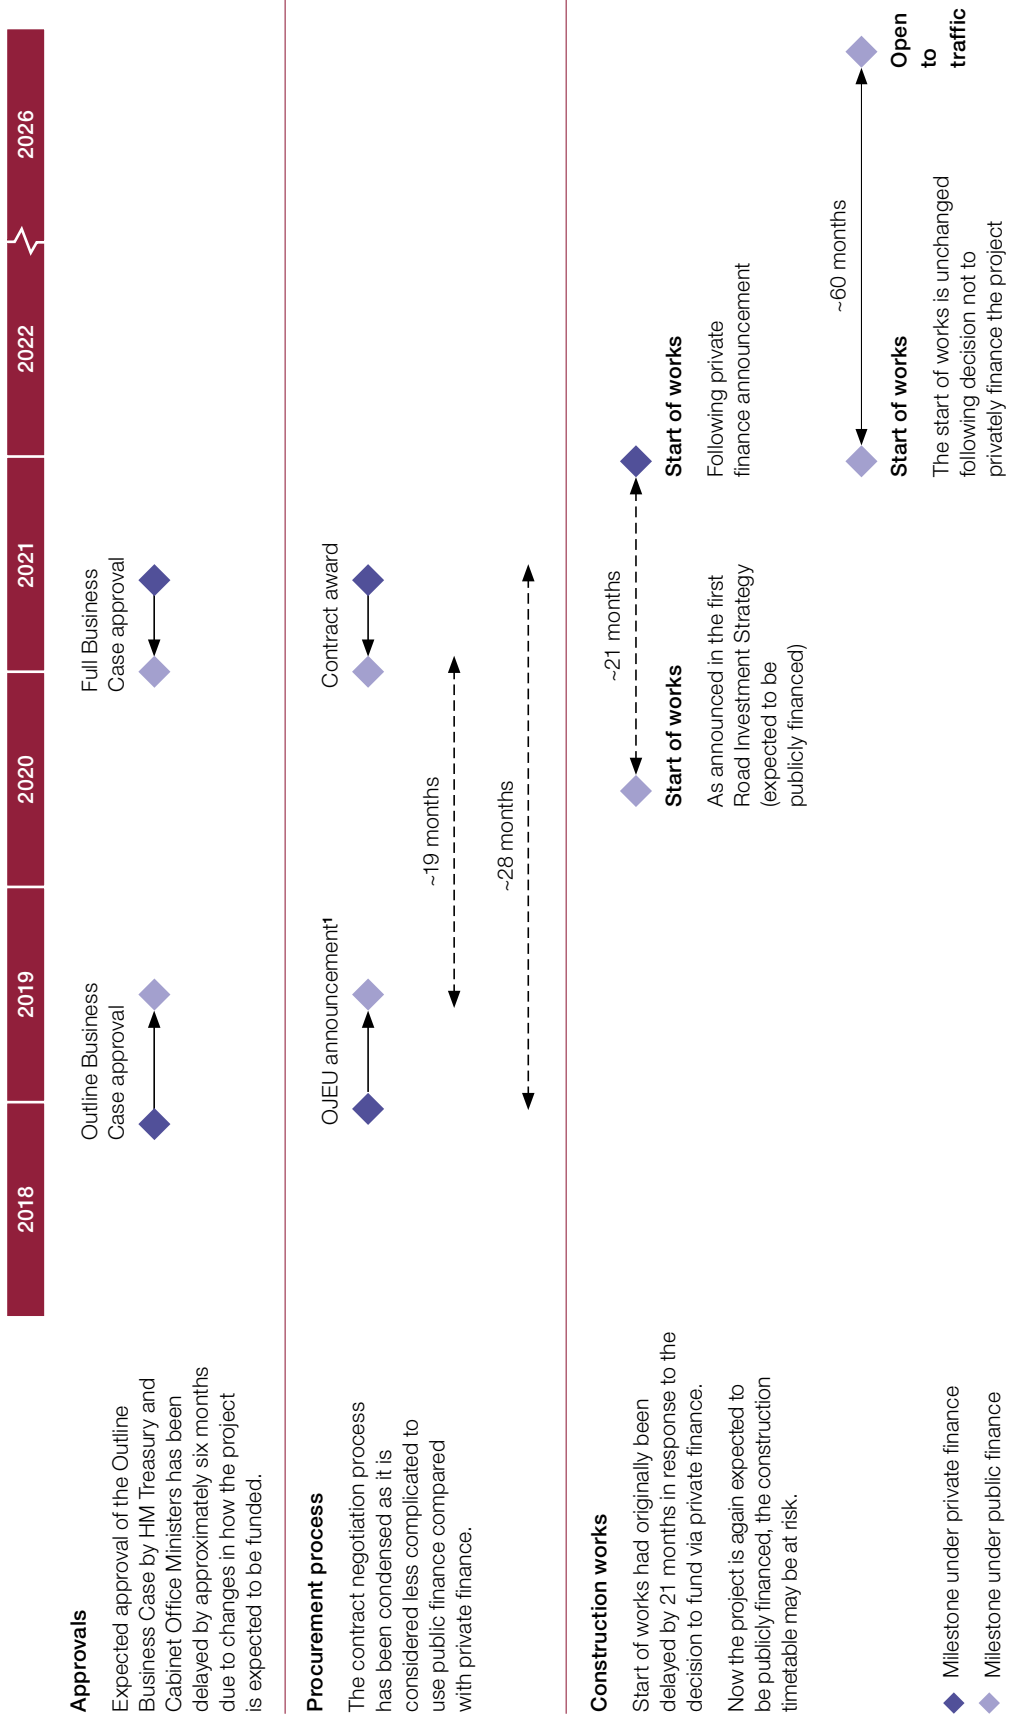 2018
2019
2020
2021
2022
2026
Approvals
Expected approval of the Outline
Business Case by HM Treasury and
Cabinet Office Ministers has been
delayed by approximately six months
due to changes in how the project
is expected to be funded.
Outline Business
Case approval
Full Business
Case approval
Procurement process
The contract negotiation process
has been condensed as it is
considered less complicated to
use public finance compared
with private finance.
OJEU announcement¹
Contract award
~19 months
~28 months
Construction works
Start of works had originally been
delayed by 21 months in response to the
decision to fund via private finance.
Now the project is again expected to
be publicly financed, the construction
timetable may be at risk.
~21 months
Start of works
As announced in the first
Road Investment Strategy
(expected to be
publicly financed)
Start of works
Following private
finance announcement
~60 months
Start of works
The start of works is unchanged
following decision not to
privately finance the project
Open
to
traffic
Milestone under private finance
Milestone under public finance